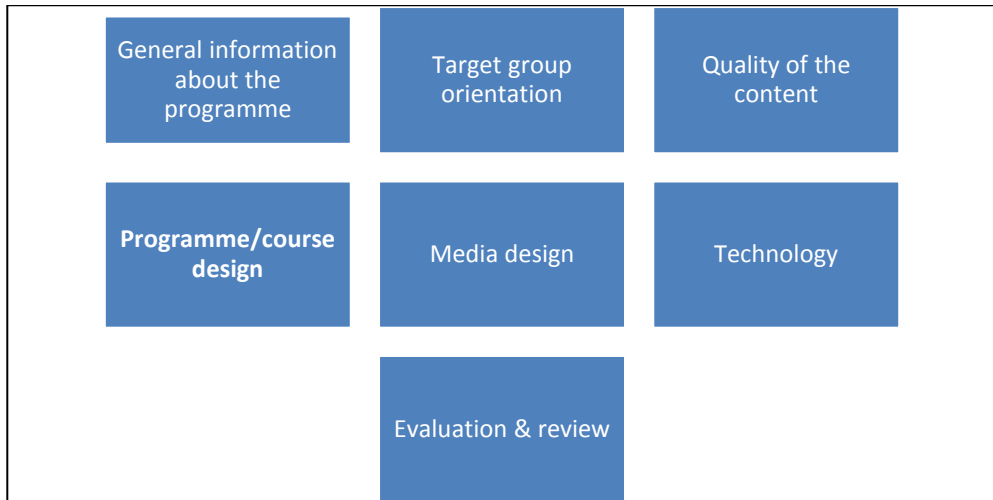 General information
about the
programme
Target group
orientation
Quality of the
content
Programme/course
design
Media design
Technology
Evaluation & review